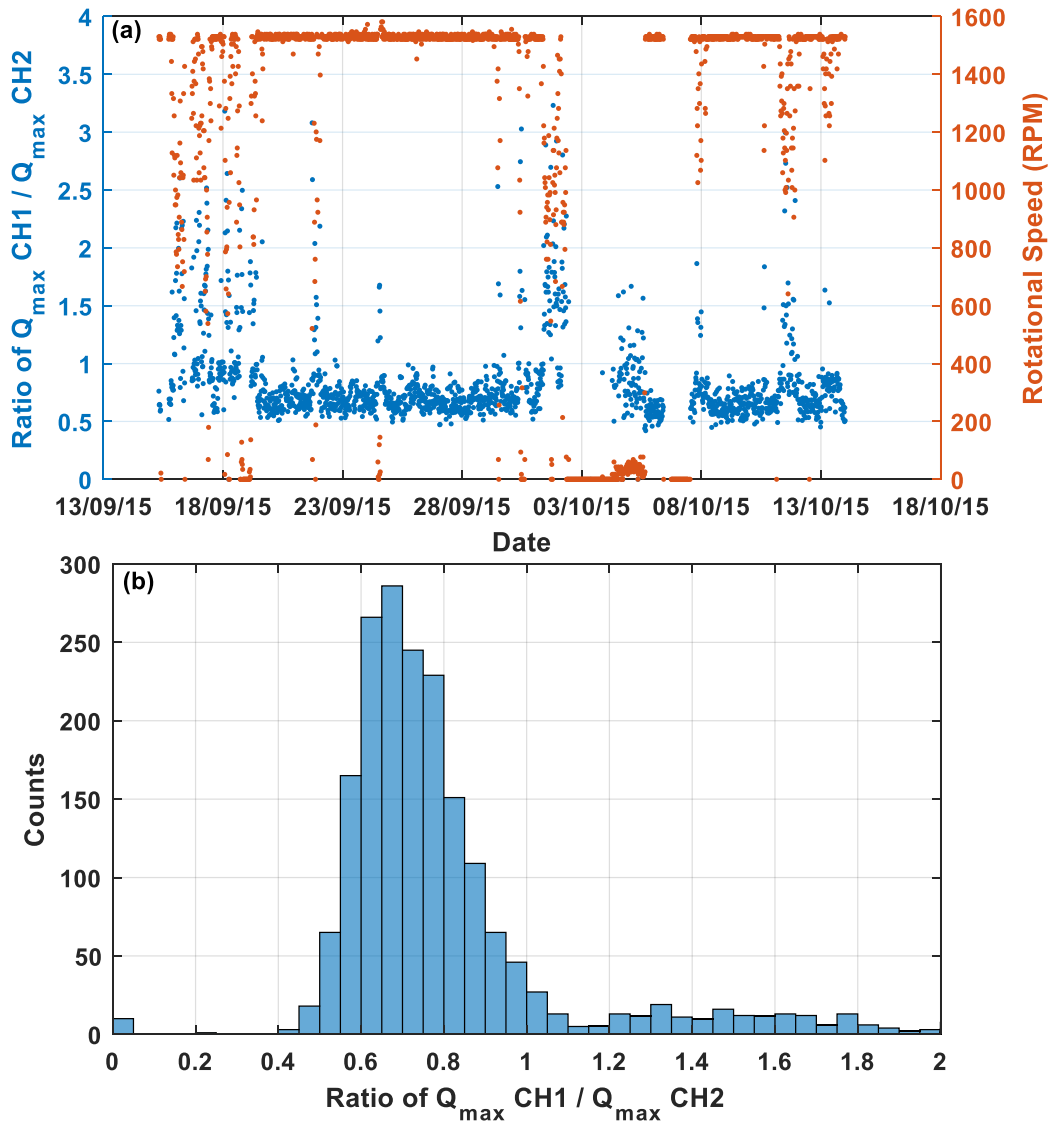 (a)
4
3.5
3
2.5
2
1.5
1
0.5
0
Ratio of Q_max CH1 / Q_max CH2
1600
1400
1200
1000
800
600
400
200
0
Rotational Speed (RPM)
13/09/15 18/09/15 23/09/15 28/09/15 03/10/15 08/10/15 13/10/15 18/10/15
Date
(b)
300
250
200
150
100
50
0
Counts
0 0.2 0.4 0.6 0.8 1 1.2 1.4 1.6 1.8 2
Ratio of Q_max CH1 / Q_max CH2